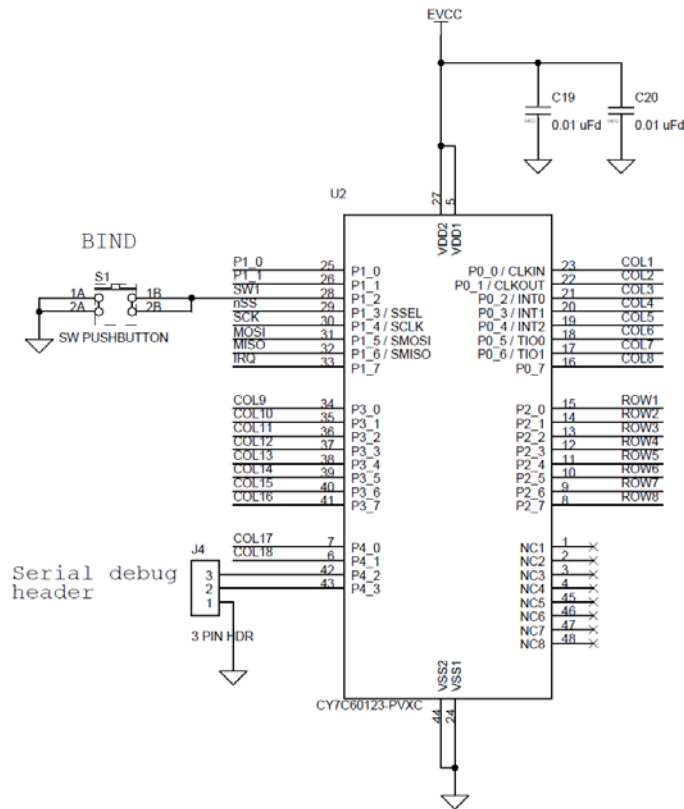 EVCC
C19
0.01 uFd
C20
0.01 uFd
U2
27
5
VDD2
VDD1
BIND
S1
1A
1B
2A
2B
SW PUSHBUTTON
P1_0 25 P1_0
P1_1 26 P1_1
SW1 28 P1_2
nSS 29 P1_3 / SSEL
SCK 30 P1_4 / SCLK
MOSI 31 P1_5 / SMOSI
MISO 32 P1_6 / SMISO
IRQ 33 P1_7
P0_0 / CLKIN 23 COL1
P0_1 / CLKOUT 22 COL2
P0_2 / INT0 21 COL3
P0_3 / INT1 20 COL4
P0_4 / INT2 19 COL5
P0_5 / TIO0 18 COL6
P0_6 / TIO1 17 COL7
P0_7 16 COL8
COL9 34 P3_0
COL10 35 P3_1
COL11 36 P3_2
COL12 37 P3_3
COL13 38 P3_4
COL14 39 P3_5
COL15 40 P3_6
COL16 41 P3_7
P2_0 15 ROW1
P2_1 14 ROW2
P2_2 13 ROW3
P2_3 12 ROW4
P2_4 11 ROW5
P2_5 10 ROW6
P2_6 9 ROW7
P2_7 8 ROW8
COL17 7 P4_0
COL18 6 P4_1
42 P4_2
43 P4_3
NC1 1
NC2 2
NC3 3
NC4 4
NC5 45
NC6 46
NC7 47
NC8 48
Serial debug
header
J4
3
2
1
3 PIN HDR
VSS2
VSS1
CY7C60123-PVXC
44
24